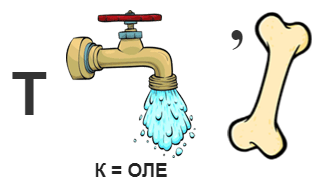 Т ,
К = ОЛЕ